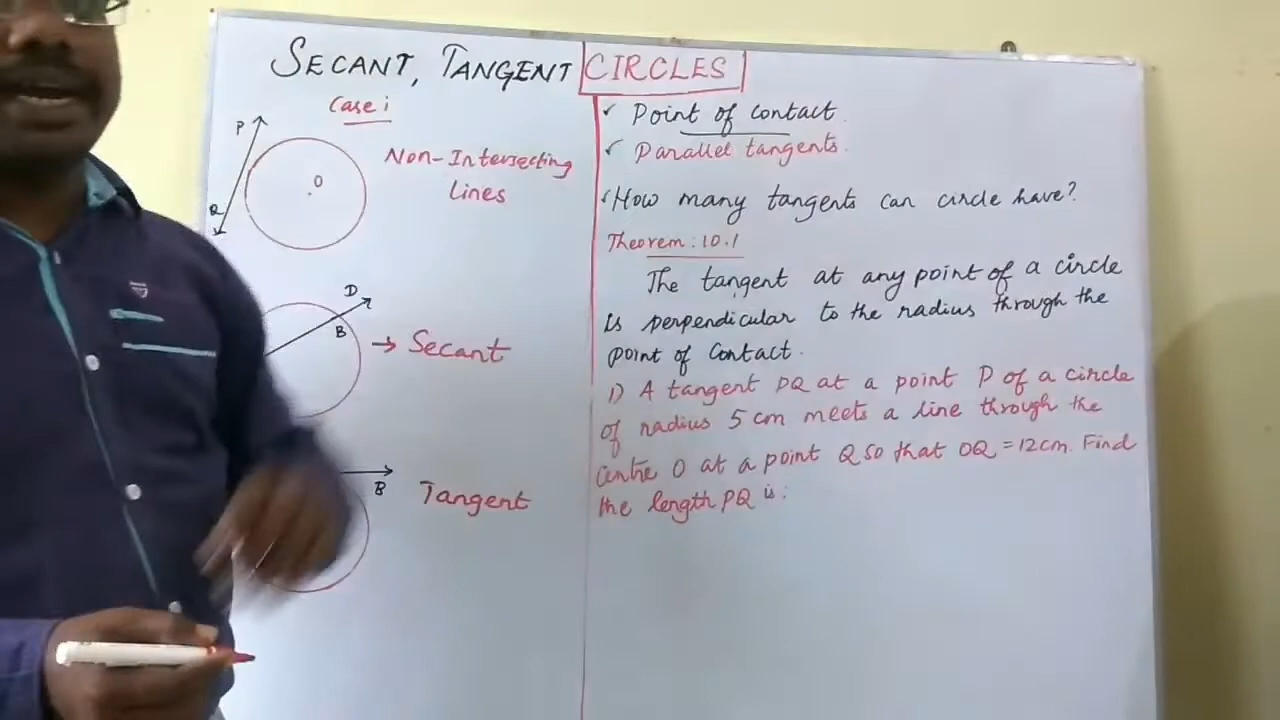 SECANT, TANGENT CIRCLES
Case i
P
Q
O
Non-Intersecting
Lines
D
B
→ Secant
B
Tangent
✓ Point of contact.
✓ Parallel tangents.
✓ How many tangents can circle have?
Theorem: 10.1
The tangent at any point of a circle
is perpendicular to the radius through the
point of contact.
1) A tangent PQ at a point P of a circle
of radius 5 cm meets a line through the
centre O at a point Q so that OQ = 12cm. Find
the length PQ is: